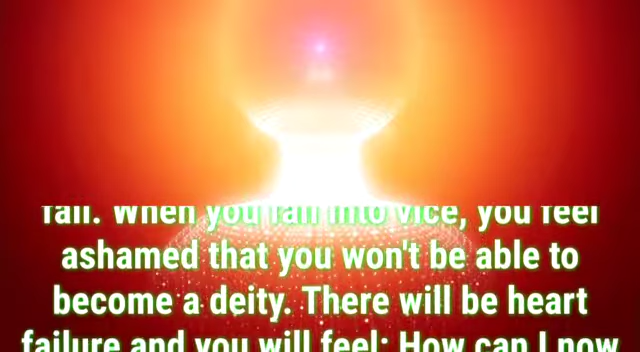 fall. When you fall into vice, you feel
ashamed that you won't be able to
become a deity. There will be heart
failure and you will feel: How can I now